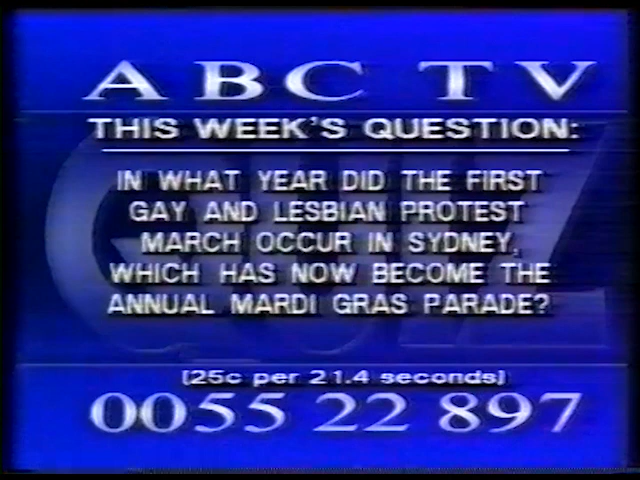 ABC TV
THIS WEEK'S QUESTION:
IN WHAT YEAR DID THE FIRST
GAY AND LESBIAN PROTEST
MARCH OCCUR IN SYDNEY,
WHICH HAS NOW BECOME THE
ANNUAL MARDI GRAS PARADE?
QUIZ
(25c per 21.4 seconds)
0055 22 897